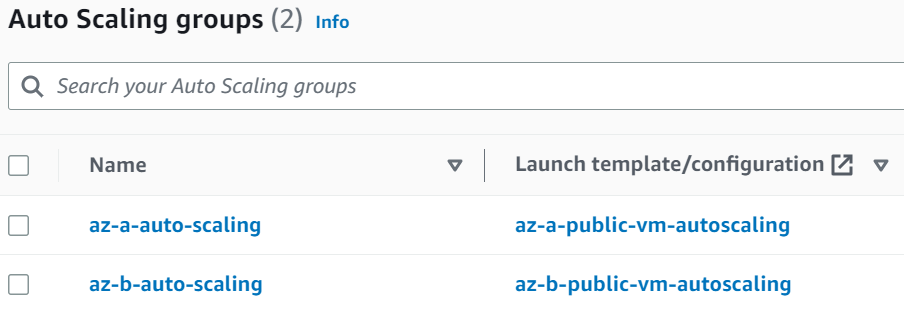 Auto Scaling groups (2) Info
Search your Auto Scaling groups
Name Launch template/configuration
az-a-auto-scaling az-a-public-vm-autoscaling
az-b-auto-scaling az-b-public-vm-autoscaling